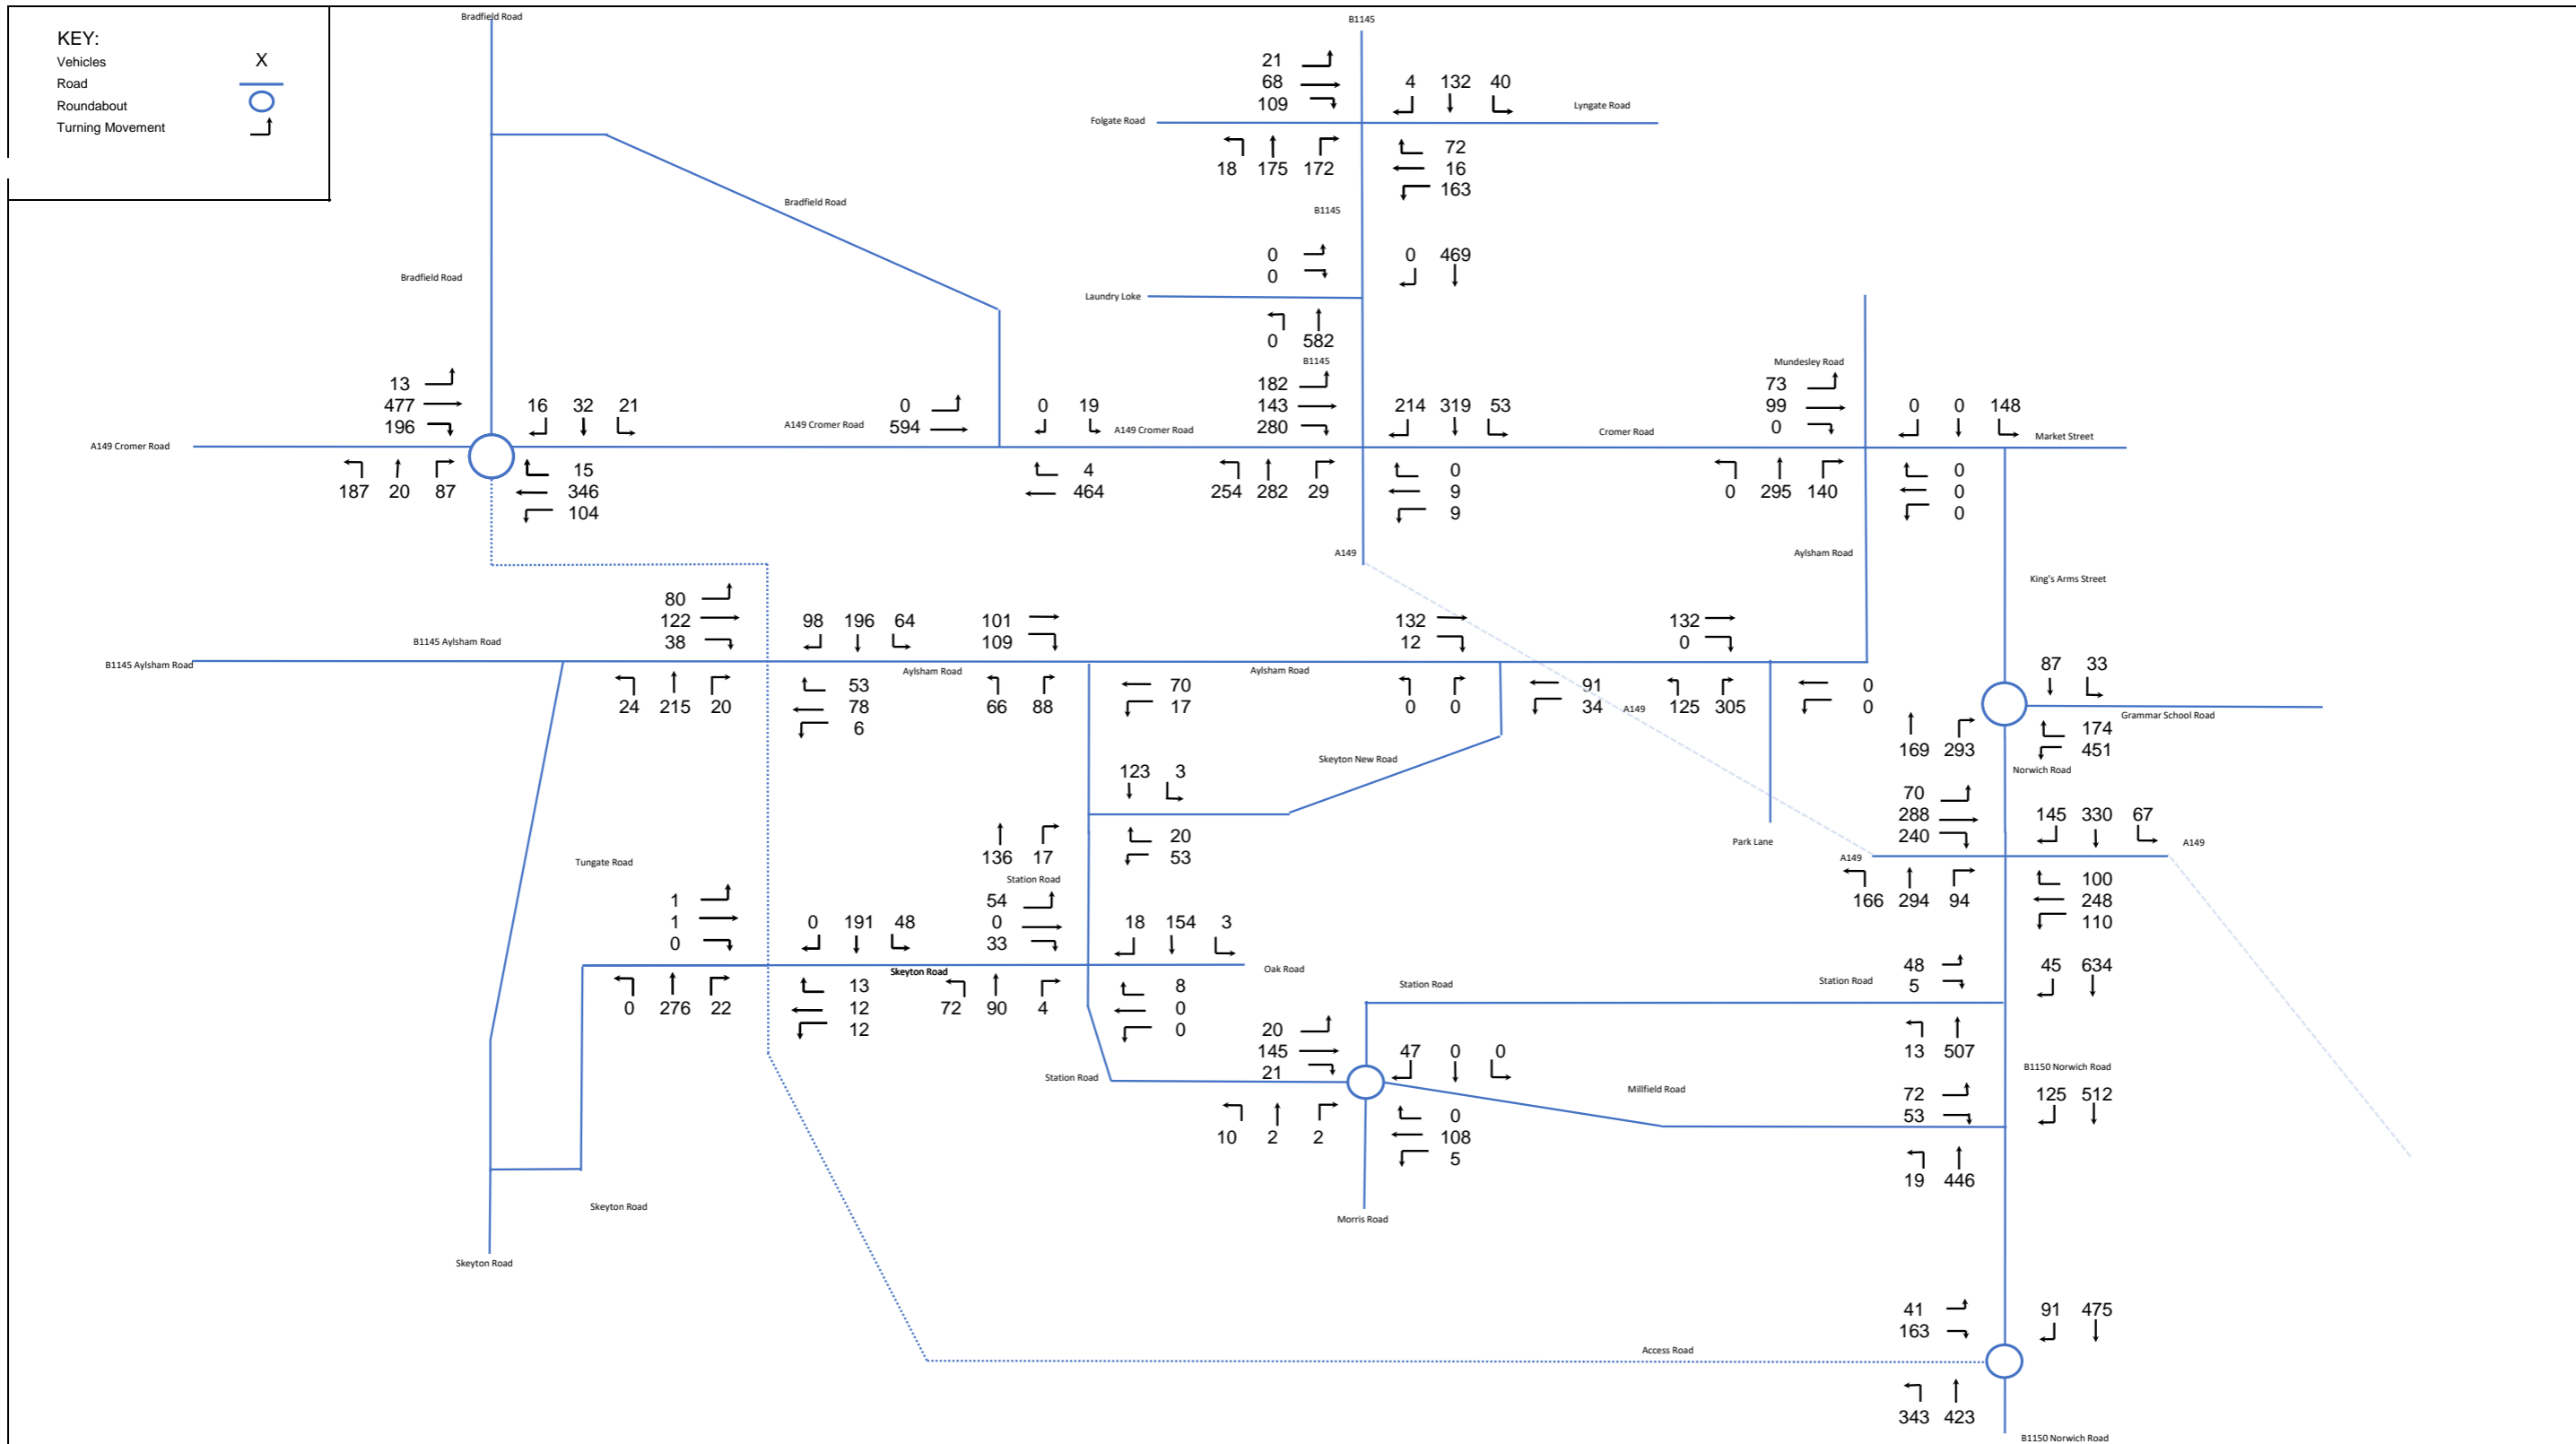 Bradfield Road
B1145
KEY:
Vehicles X
Road
Roundabout
Turning Movement
21
68
109
4 132 40
Folgate Road
Lyngate Road
18 175 172
72
16
163
Bradfield Road
B1145
0
0
0 469
Bradfield Road
Laundry Loke
0 582
B1145
Mundesley Road
13
477
196
16 32 21
A149 Cromer Road
0
594
0 19
A149 Cromer Road
182
143
280
214 319 53
Cromer Road
73
99
0
0 0 148
Market Street
A149 Cromer Road
187 20 87
15
346
104
4
464
254 282 29
0
9
9
0 295 140
0
0
0
A149
Aylsham Road
King's Arms Street
80
122
38
98 196 64
101
109
132
12
132
0
B1145 Aylsham Road
B1145 Aylsham Road
Aylsham Road
Aylsham Road
24 215 20
53
78
6
66 88
70
17
0 0
91
34
A149
125 305
0
0
87 33
Grammar School Road
169 293
174
451
Norwich Road
Skeyton New Road
123 3
136 17
20
53
Station Road
Tungate Road
Park Lane
70
288
240
145 330 67
A149
A149
166 294 94
100
248
110
1
1
0
0 191 48
54
0
33
18 154 3
Skeyton Road
Oak Road
0 276 22
13
12
12
72 90 4
8
0
0
Station Road
Station Road
48
5
45 634
13 507
20
145
21
47 0 0
Station Road
Millfield Road
B1150 Norwich Road
72
53
125 512
10 2 2
0
108
5
19 446
Skeyton Road
Morris Road
Skeyton Road
41
163
91 475
Access Road
343 423
B1150 Norwich Road